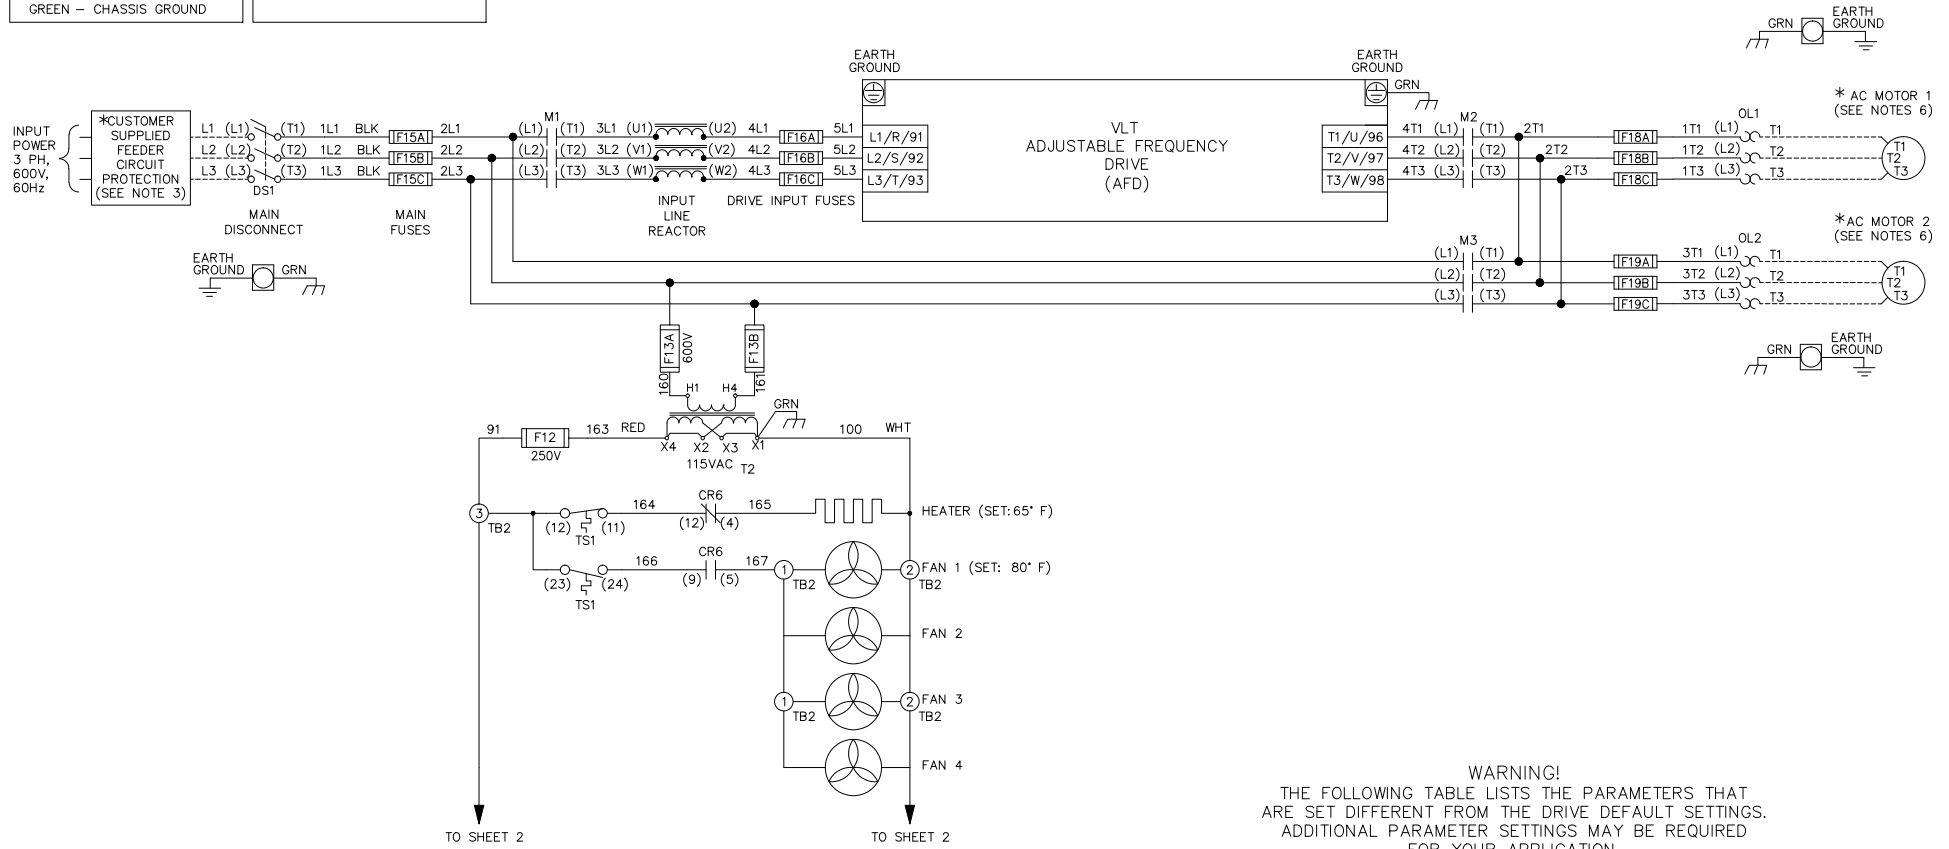 GREEN – CHASSIS GROUND
EARTH
GROUND
GRN
INPUT
POWER
3 PH,
600V,
60Hz
*CUSTOMER
SUPPLIED
FEEDER
CIRCUIT
PROTECTION
(SEE NOTE 3)
L1 (L1) (T1) 1L1 BLK F15A 2L1
L2 (L2) (T2) 1L2 BLK F15B 2L2
L3 (L3) (T3) 1L3 BLK F15C 2L3
DS1
MAIN
DISCONNECT
MAIN
FUSES
M1
(L1) (T1) 3L1 (U1) (U2) 4L1 F16A 5L1
(L2) (T2) 3L2 (V1) (V2) 4L2 F16B 5L2
(L3) (T3) 3L3 (W1) (W2) 4L3 F16C 5L3
INPUT
LINE
REACTOR
DRIVE INPUT FUSES
EARTH
GROUND
L1/R/91
L2/S/92
L3/T/93
VLT
ADJUSTABLE FREQUENCY
DRIVE
(AFD)
EARTH
GROUND
GRN
T1/U/96
T2/V/97
T3/W/98
M2
4T1 (L1) (T1) 2T1 F18A 1T1 (L1) T1
4T2 (L2) (T2) 2T2 F18B 1T2 (L2) T2
4T3 (L3) (T3) 2T3 F18C 1T3 (L3) T3
OL1
* AC MOTOR 1
(SEE NOTES 6)
T1
T2
T3
M3
(L1) (T1) F19A 3T1 (L1) T1
(L2) (T2) F19B 3T2 (L2) T2
(L3) (T3) F19C 3T3 (L3) T3
OL2
*AC MOTOR 2
(SEE NOTES 6)
T1
T2
T3
EARTH
GROUND
GRN
GRN
EARTH
GROUND
F13A
600V
F13B
160
161
H1 H4
GRN
91 F12 163 RED
250V
X4 X2 X3 X1
100 WHT
115VAC T2
3
TB2
(12) (11)
TS1
164
CR6
(12) (4)
165
HEATER (SET:65° F)
(23) (24)
TS1
166
CR6
(9) (5)
167
1
TB2
2
TB2
FAN 1 (SET: 80° F)
FAN 2
1
TB2
2
TB2
FAN 3
FAN 4
TO SHEET 2
TO SHEET 2
WARNING!
THE FOLLOWING TABLE LISTS THE PARAMETERS THAT
ARE SET DIFFERENT FROM THE DRIVE DEFAULT SETTINGS.
ADDITIONAL PARAMETER SETTINGS MAY BE REQUIRED
FOR YOUR APPLICATION